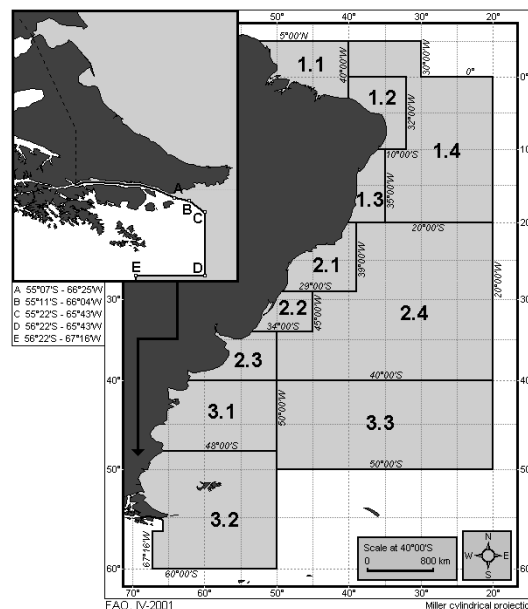 50° 40° 30° 20°
5°00'N
1.1
40°00'W
30°00'W
0°
0° 0°
1.2
32°00'W
10°00'S
1.4
10°
1.3
35°00'W
20°00'S
20°
A
B
C
D
E
A 55°07'S - 66°25'W
B 55°11'S - 66°04'W
C 55°22'S - 65°43'W
D 56°22'S - 65°43'W
E 56°22'S - 67°16'W
2.1
39°00'W
29°00'S
20°00'W
2.2
45°00'W
34°00'S
2.4
30° 30°
2.3
40°00'S
40° 40°
3.1
50°00'W
3.3
48°00'S
50°00'S
50° 50°
3.2
67°16'W
60°00'S
60° 60°
Scale at 40°00'S
0 800 km
N
W E
S
70° 60° 50° 40° 30° 20°
FAO, IV-2001
Miller cylindrical projectio